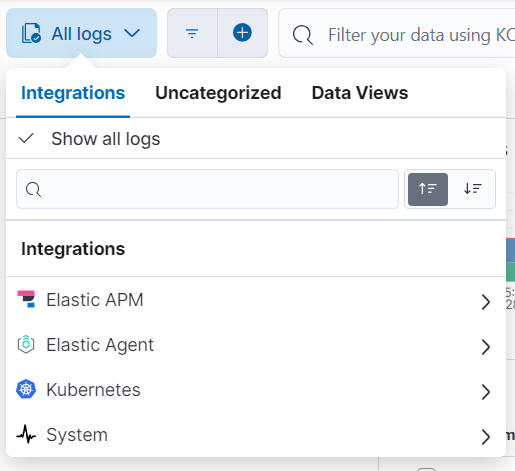 All logs
Filter your data using KQ
Integrations Uncategorized Data Views
Show all logs
Integrations
Elastic APM
Elastic Agent
Kubernetes
System